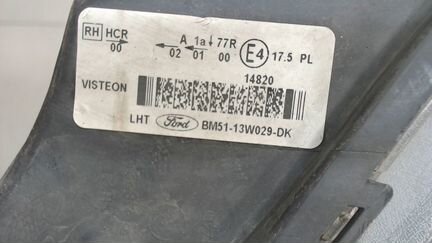 RH HCR A 1a 77R E4 17.5 PL
00 02 01 00
14820
VISTEON
LHT Ford BM51-13W029-DK